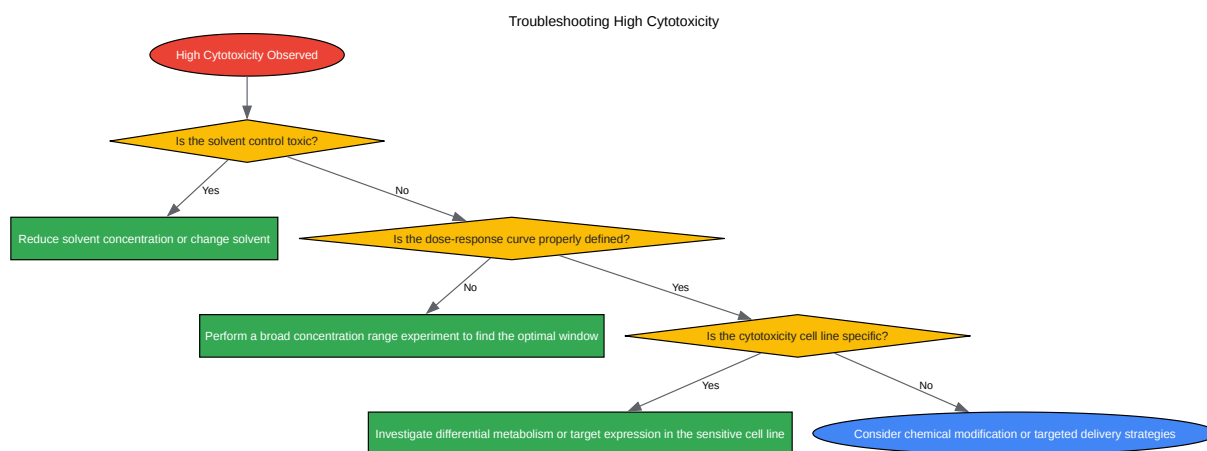 Troubleshooting High Cytotoxicity
High Cytotoxicity Observed
Is the solvent control toxic?
Yes
No
Reduce solvent concentration or change solvent
Is the dose-response curve properly defined?
No
Yes
Perform a broad concentration range experiment to find the optimal window
Is the cytotoxicity cell line specific?
Yes
No
Investigate differential metabolism or target expression in the sensitive cell line
Consider chemical modification or targeted delivery strategies